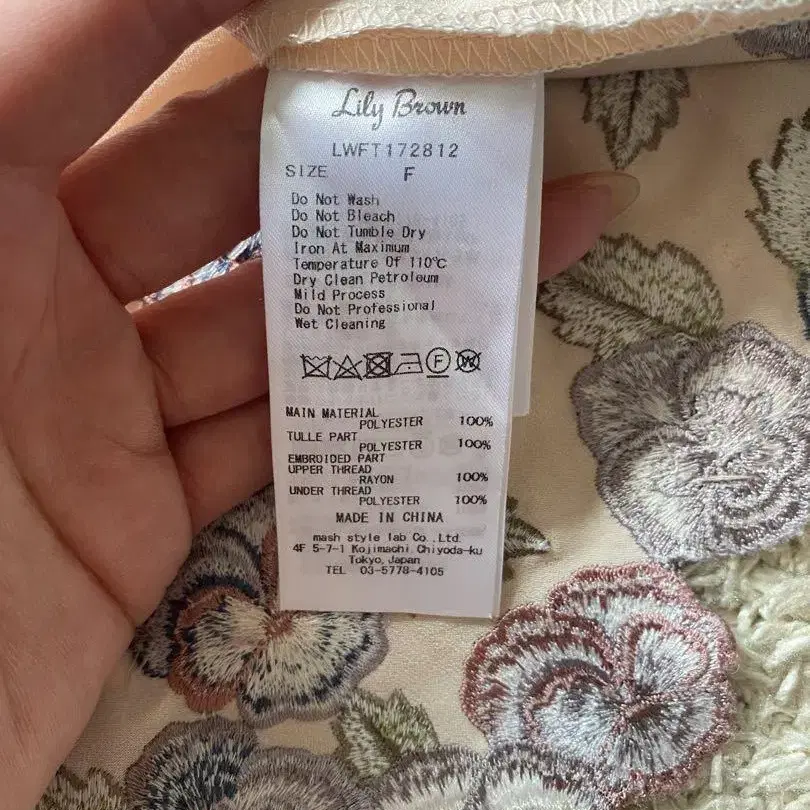 Lily Brown
LWFT172812
SIZE F
Do Not Wash
Do Not Bleach
Do Not Tumble Dry
Iron At Maximum
Temperature Of 110℃
Dry Clean Petroleum
Mild Process
Do Not Professional
Wet Cleaning
F W
MAIN MATERIAL
POLYESTER 100%
TULLE PART
POLYESTER 100%
EMBROIDED PART
UPPER THREAD
RAYON 100%
UNDER THREAD
POLYESTER 100%
MADE IN CHINA
mash style lab Co.,Ltd.
4F 5-7-1 Kojimachi Chiyoda-ku
Tokyo,Japan
TEL 03-5778-4105